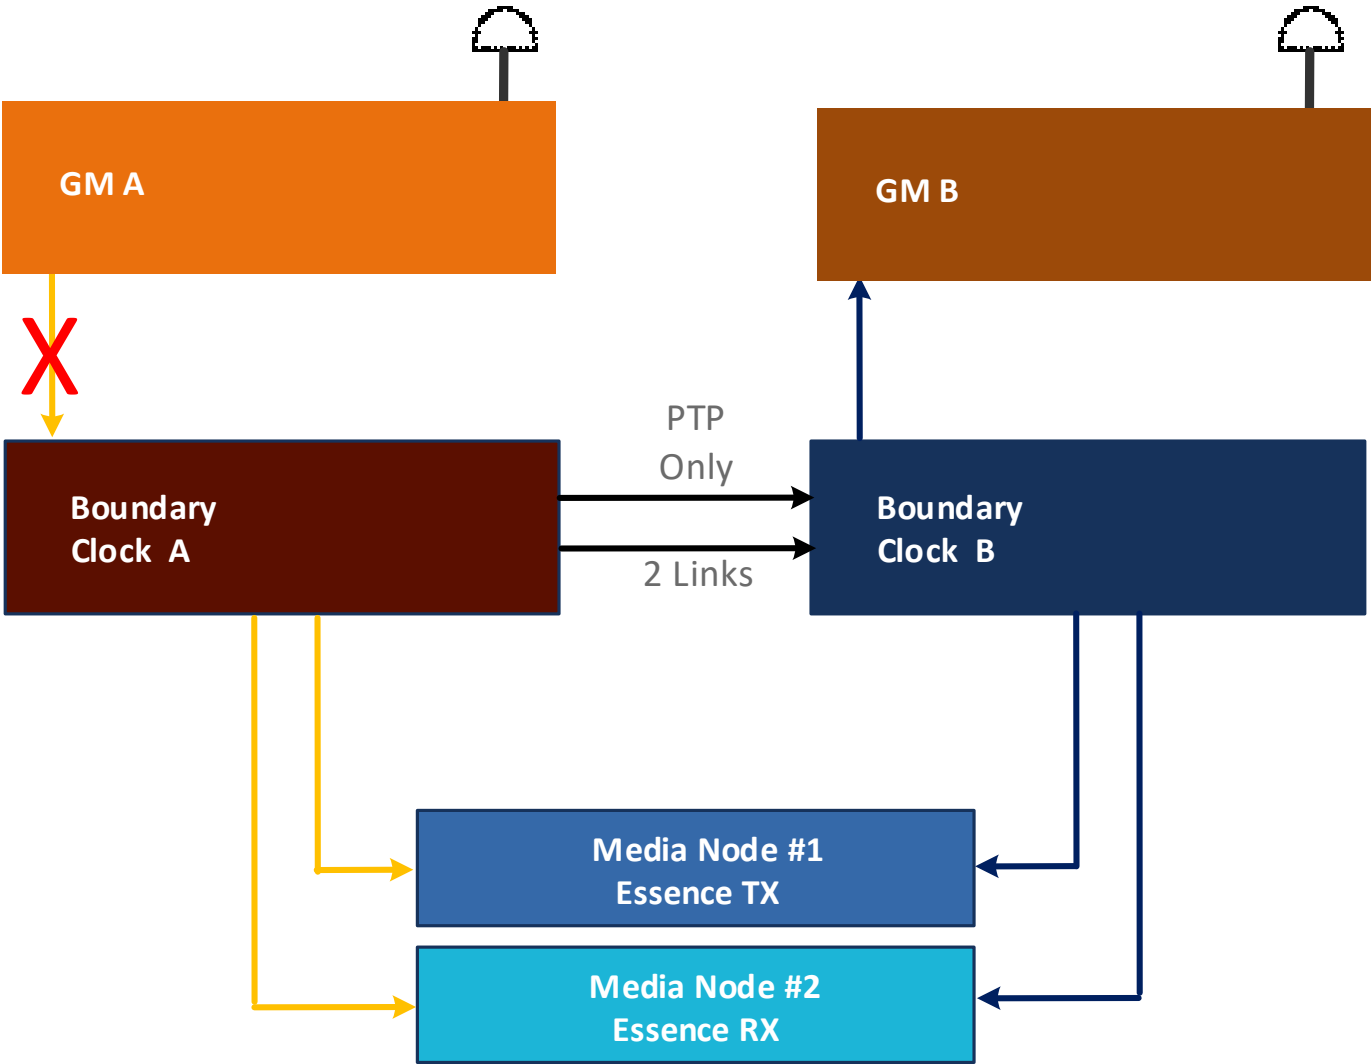 GM A
GM B
X
PTP
Only
Boundary
Clock A
Boundary
Clock B
2 Links
Media Node #1
Essence TX
Media Node #2
Essence RX